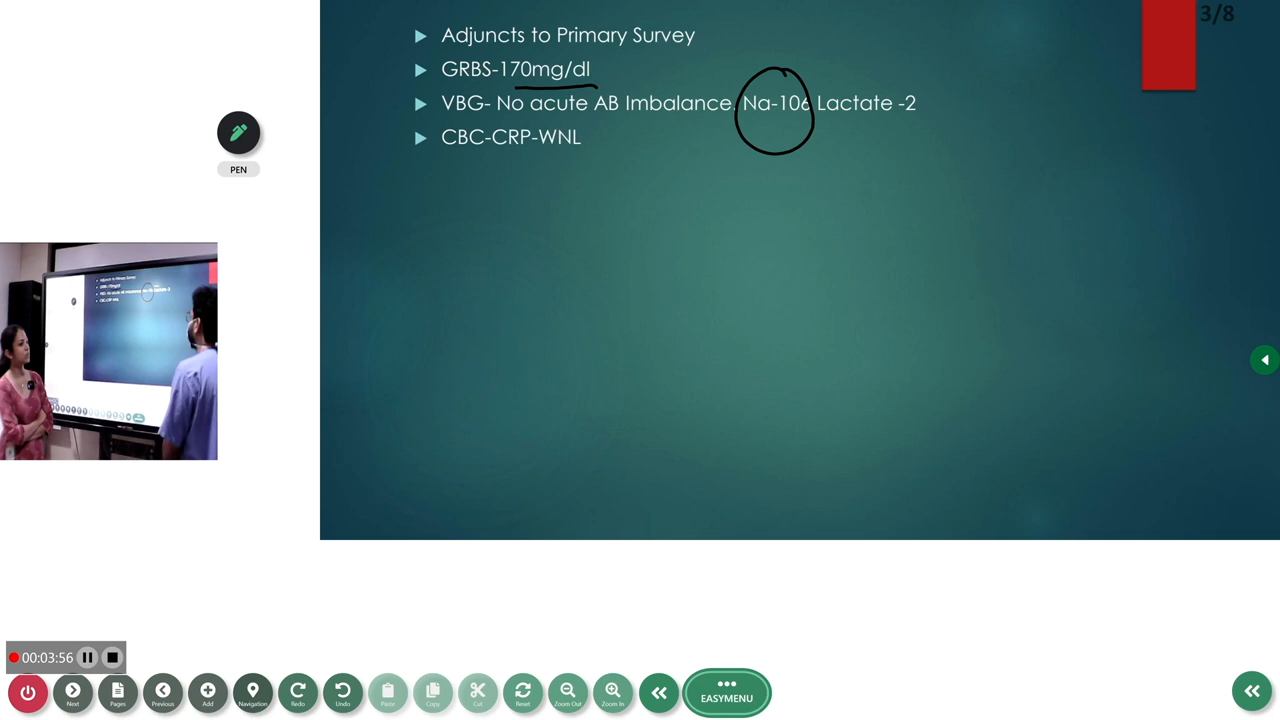 3/8
Adjuncts to Primary Survey
GRBS-170mg/dl
VBG- No acute AB Imbalance. Na-106 Lactate -2
CBC-CRP-WNL
PEN
00:03:56
Next
Pages
Previous
Add
Navigation
Redo
Undo
Paste
Copy
Cut
Reset
Zoom Out
Zoom In
EASYMENU